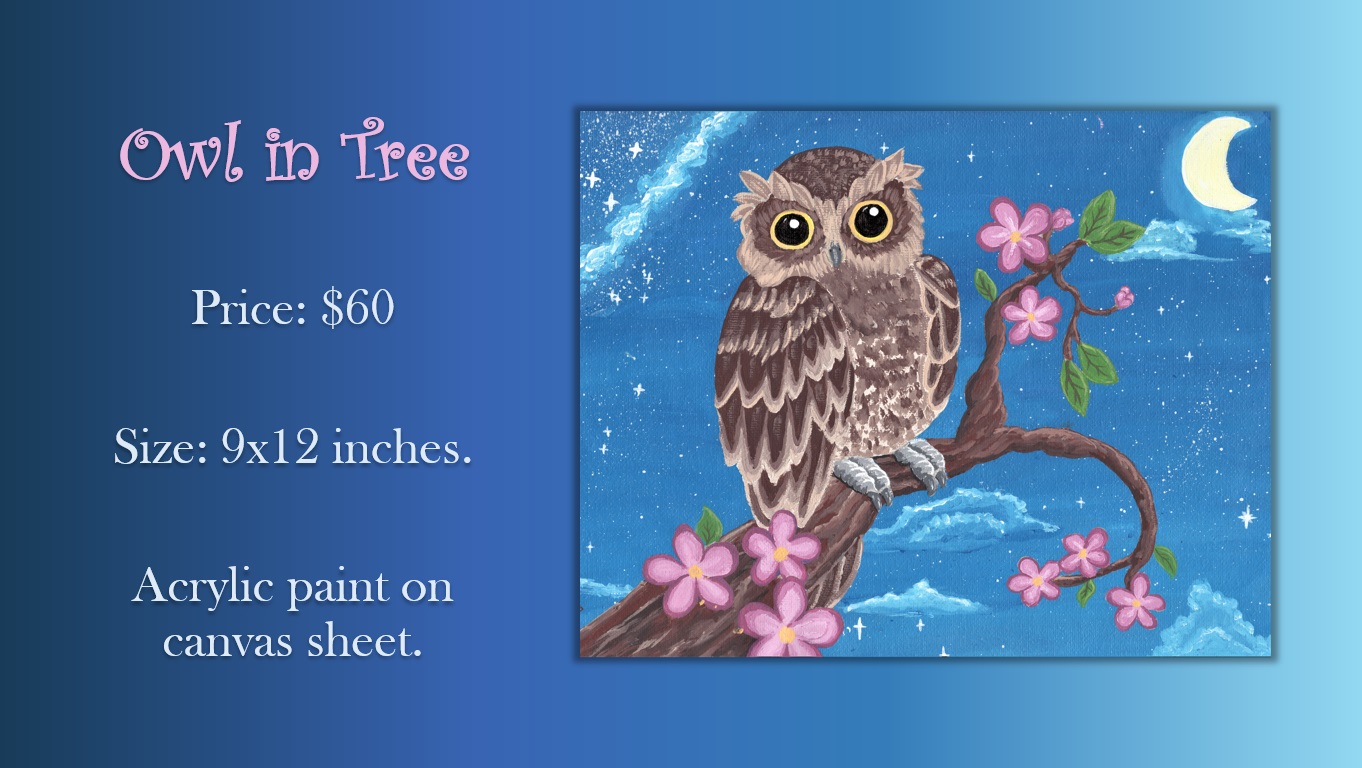 Owl in Tree
Price: $60
Size: 9x12 inches.
Acrylic paint on
canvas sheet.